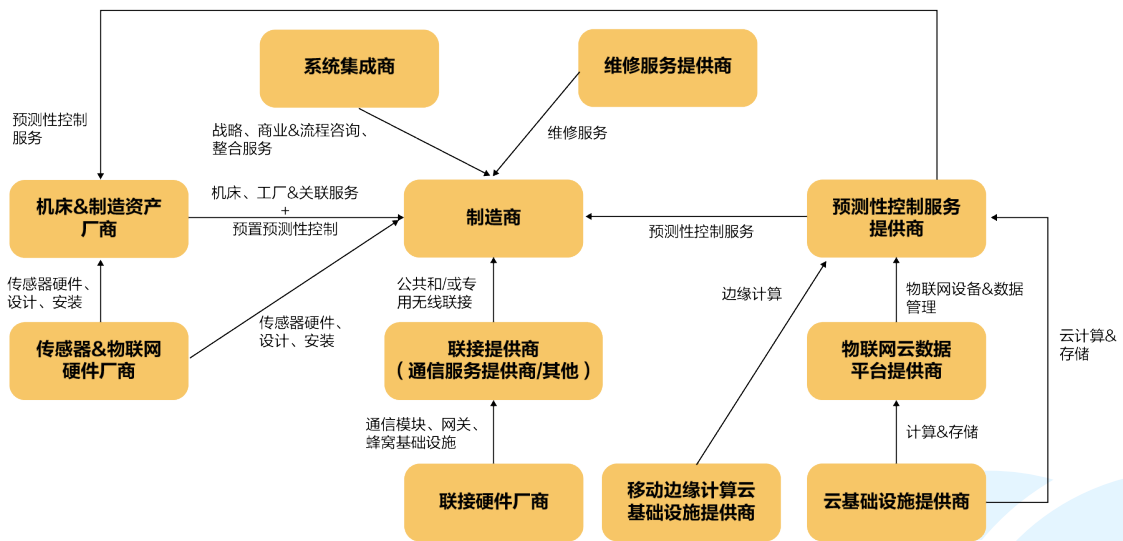 系统集成商
维修服务提供商
预测性控制
服务
战略、商业&流程咨询、
整合服务
维修服务
机床&制造资产
厂商
机床、工厂&关联服务
+
预置预测性控制
制造商
预测性控制服务
预测性控制服务
提供商
传感器硬件、
设计、安装
传感器硬件、
设计、安装
公共和/或专
用无线联接
边缘计算
物联网设备&数据
管理
云计算&
存储
传感器&物联网
硬件厂商
联接提供商
（通信服务提供商/其他）
物联网云数据
平台提供商
通信模块、网关、
蜂窝基础设施
计算&存储
联接硬件厂商
移动边缘计算云
基础设施提供商
云基础设施提供商